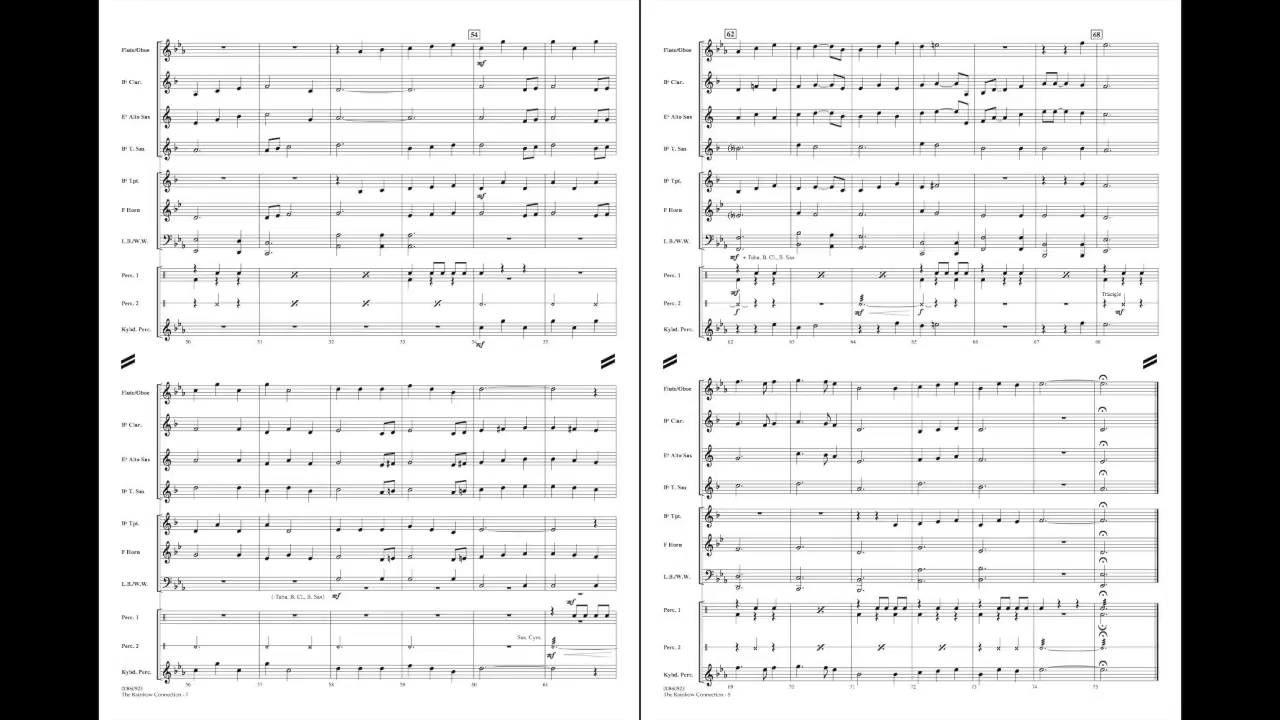 54
Flute/Oboe
B♭ Clar.
E♭ Alto Sax
B♭ T. Sax
B♭ Tpt.
mf
F Horn
L.B./W.W.
Perc. 1
Perc. 2
Kybd. Perc.
50 51 52 53 54 55
mf
Flute/Oboe
B♭ Clar.
E♭ Alto Sax
B♭ T. Sax
B♭ Tpt.
F Horn
L.B./W.W.
(-Tuba, B. Cl., B. Sax) mf
mf
Perc. 1
Perc. 2 Sus. Cym.
mf
Kybd. Perc.
56 57 58 59 60 61
00860923
The Rainbow Connection - 7
62 68
Flute/Oboe
B♭ Clar.
E♭ Alto Sax
B♭ T. Sax
B♭ Tpt.
F Horn
L.B./W.W.
mf + Tuba, B. Cl., B. Sax
Perc. 1
mf Triangle
Perc. 2
f mf f mf
Kybd. Perc.
62 63 64 65 66 67 68
Flute/Oboe
B♭ Clar.
E♭ Alto Sax
B♭ T. Sax
B♭ Tpt.
F Horn
L.B./W.W.
Perc. 1
Perc. 2
Kybd. Perc.
69 70 71 72 73 74 75
00860923
The Rainbow Connection - 8